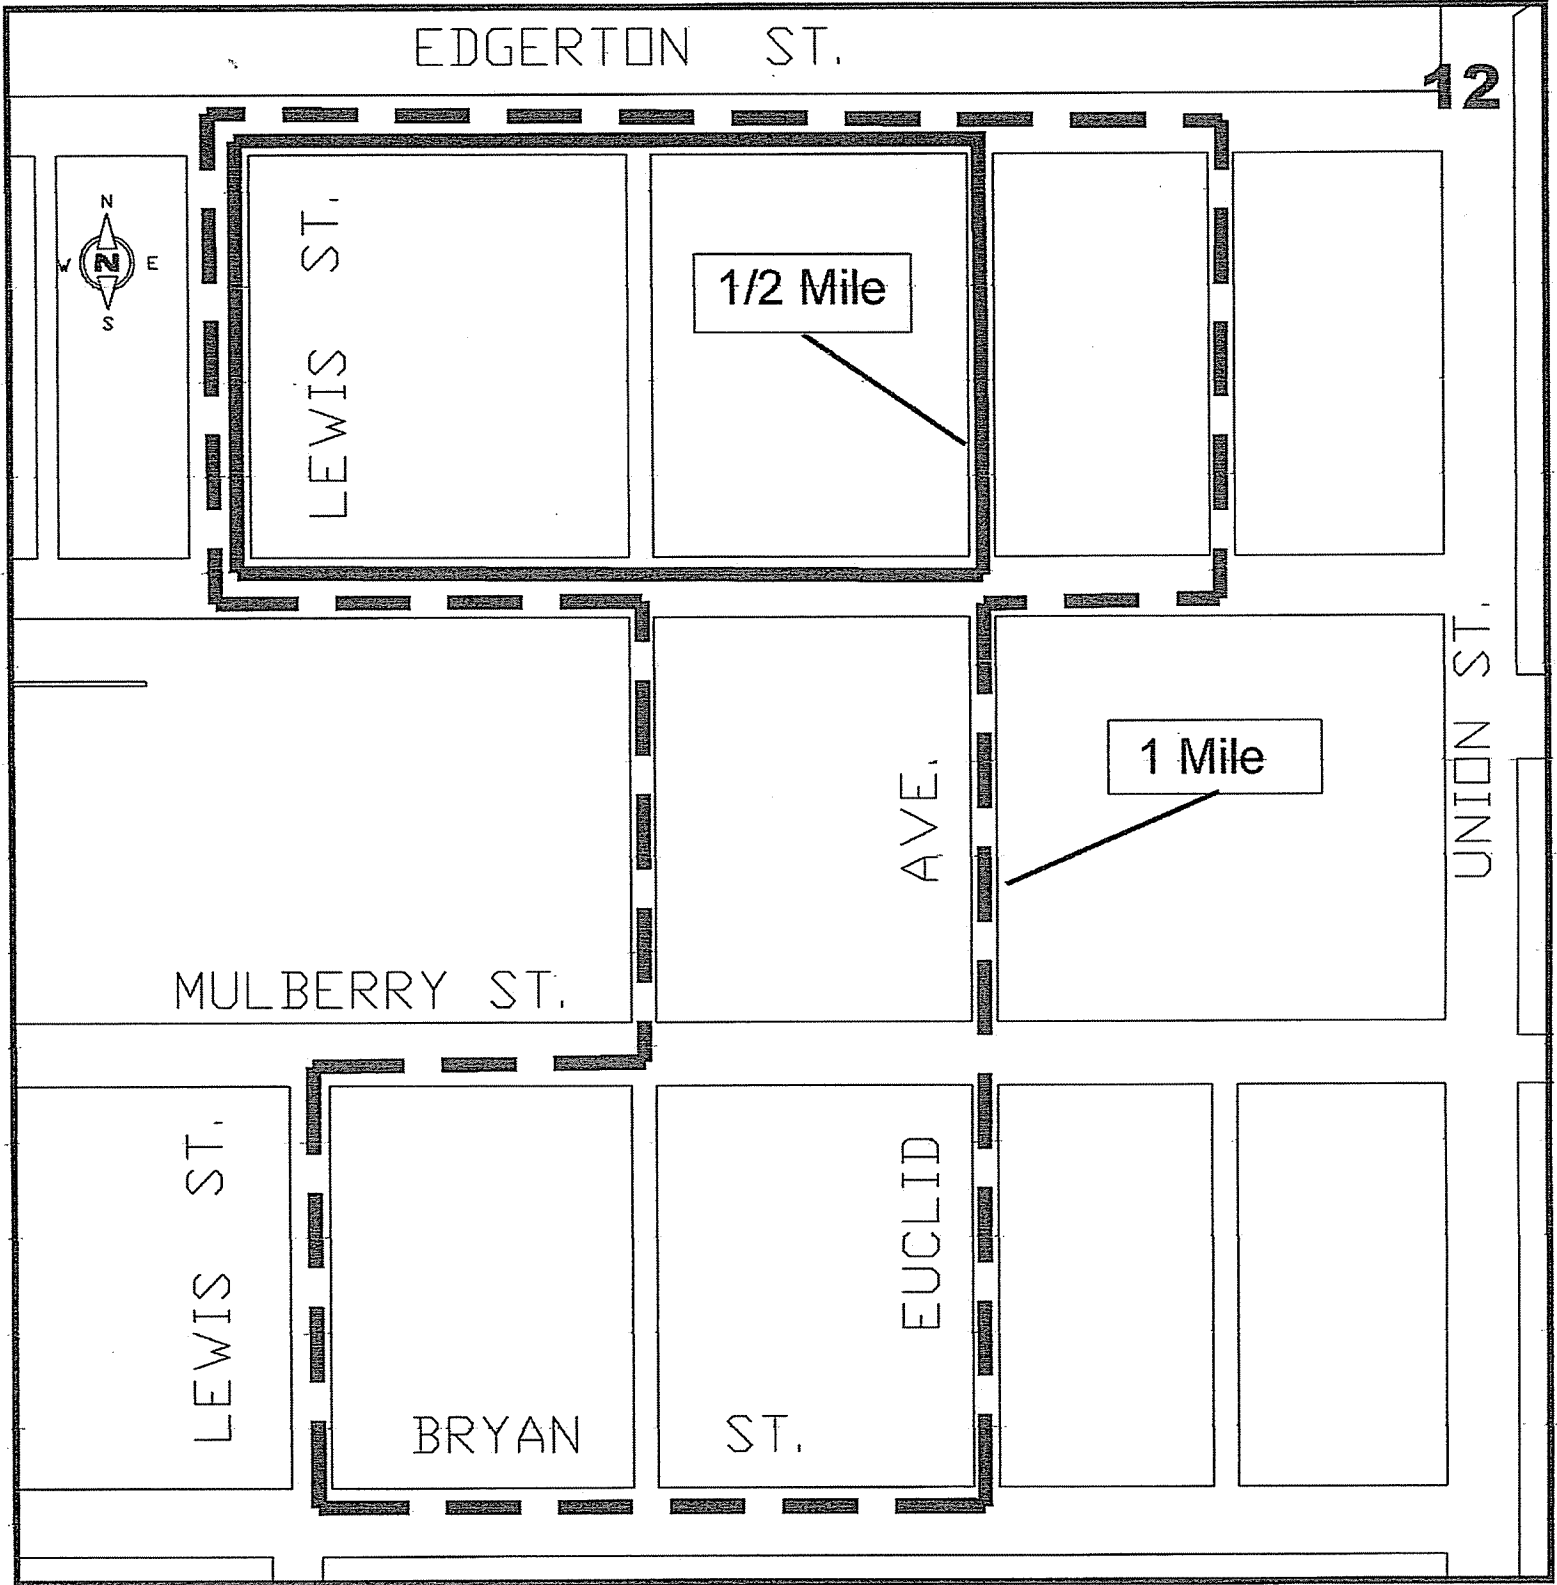 EDGERTON ST.
12
N
W N E
S
LEWIS ST.
1/2 Mile
UNION ST.
1 Mile
AVE.
MULBERRY ST.
LEWIS ST.
EUCLID
BRYAN ST.